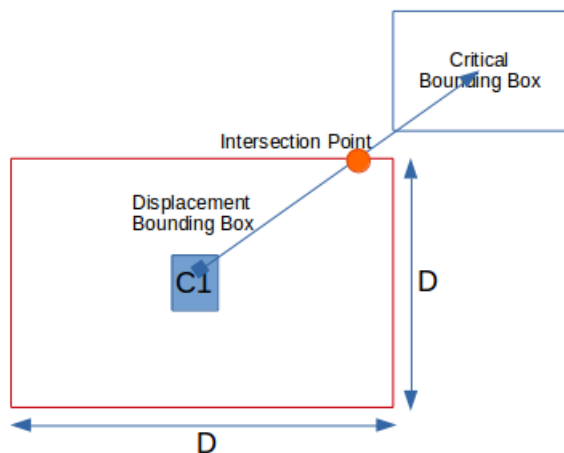 Critical
Bounding Box
Intersection Point
Displacement
Bounding Box
C1
D
D